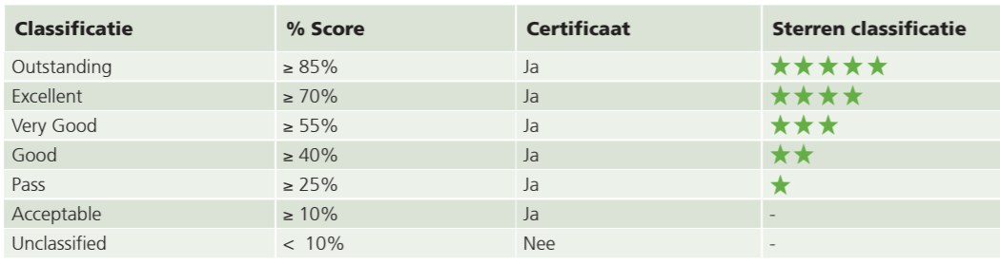 Classificatie % Score Certificaat Sterren classificatie
Outstanding ≥ 85% Ja ★★★★★
Excellent ≥ 70% Ja ★★★★
Very Good ≥ 55% Ja ★★★
Good ≥ 40% Ja ★★
Pass ≥ 25% Ja ★
Acceptable ≥ 10% Ja -
Unclassified < 10% Nee -